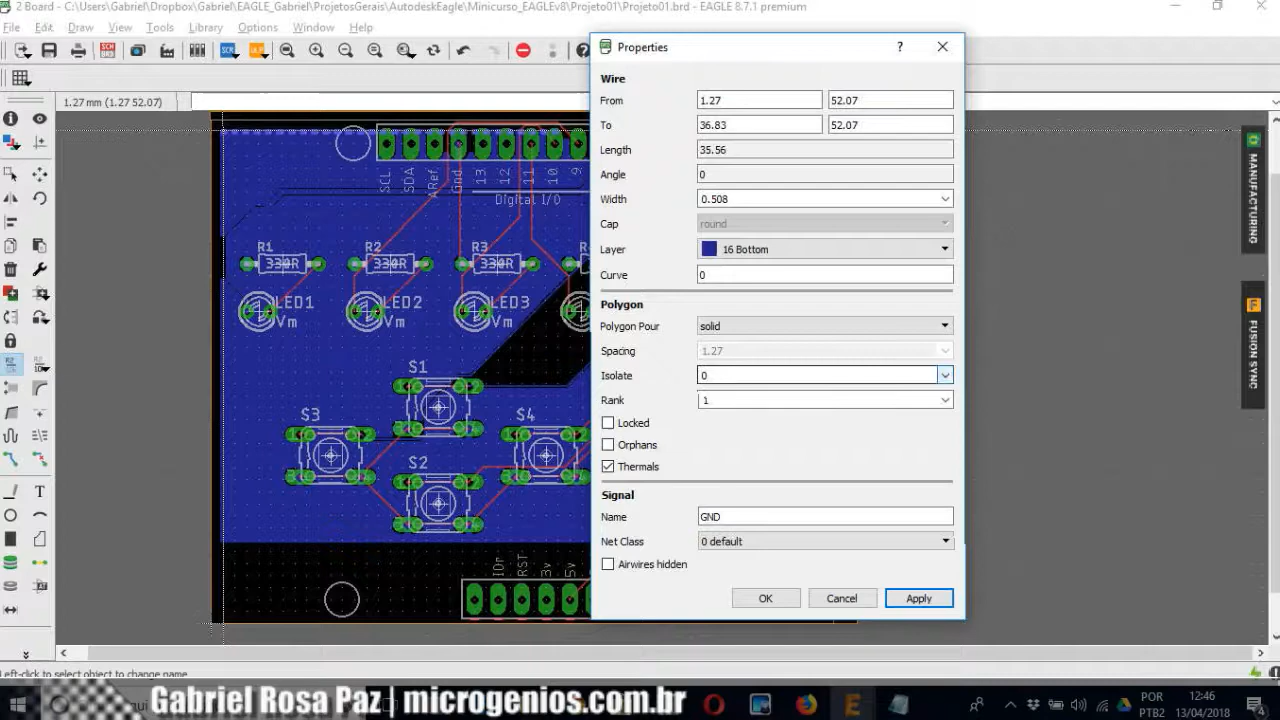 2 Board - C:\Users\Gabriel\Dropbox\Gabriel\EAGLE_Gabriel\ProjetosGerais\AutodeskEagle\Minicurso_EAGLEv8\Projeto01\Projeto01.brd - EAGLE 8.7.1 premium
File Edit Draw View Tools Library Options Window Help
SCH
SCR
ULP
1.27 mm (1.27 52.07)
Properties
?
Wire
From 1.27 52.07
To 36.83 52.07
Length 35.56
Angle 0
Width 0.508
Cap round
Layer 16 Bottom
Curve 0
Polygon
Polygon Pour solid
Spacing 1.27
Isolate 0
Rank 1
Locked
Orphans
Thermals
Signal
Name GND
Net Class 0 default
Airwires hidden
OK Cancel Apply
SCL SDA ARef Gnd 13 12 11 10 9
Digital I/O
R1 R2 R3
330R 330R 330R
LED1 LED2 LED3
Vm Vm Vm
S1
S3 S4
S2
IOr RST 3v 5v
MANUFACTURING
FUSION SYNC
Left-click to select object to change name
Gabriel Rosa Paz | microgenios.com.br
POR
PTB2
12:46
13/04/2018